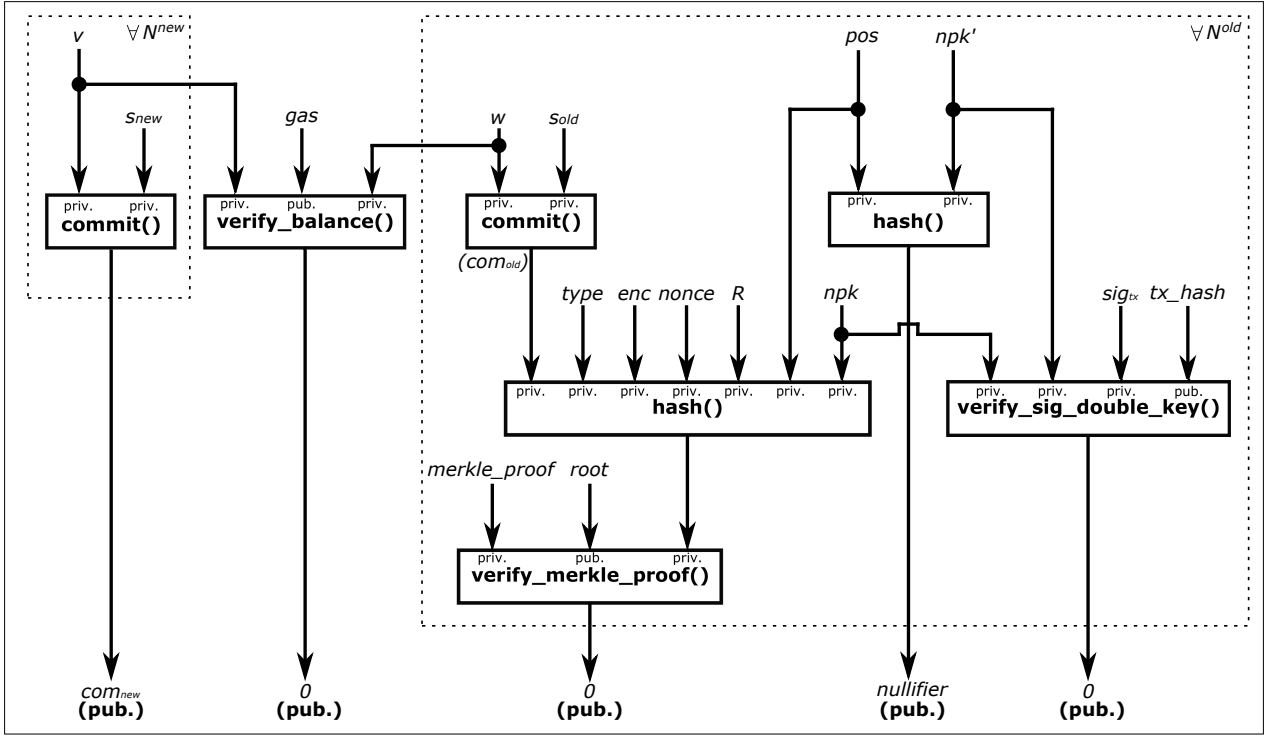 v ∀ N^new
s_new
gas
priv. priv.
commit()
priv. pub. priv.
verify_balance()
∀ N^old
w s_old
pos npk'
priv. priv.
commit()
(com_old)
priv. priv.
hash()
type enc nonce R npk
sig_tx tx_hash
priv. priv. priv. priv. priv. priv. priv.
hash()
priv. priv. priv. pub.
verify_sig_double_key()
merkle_proof root
priv. pub. priv.
verify_merkle_proof()
com_new
(pub.)
0
(pub.)
0
(pub.)
nullifier
(pub.)
0
(pub.)